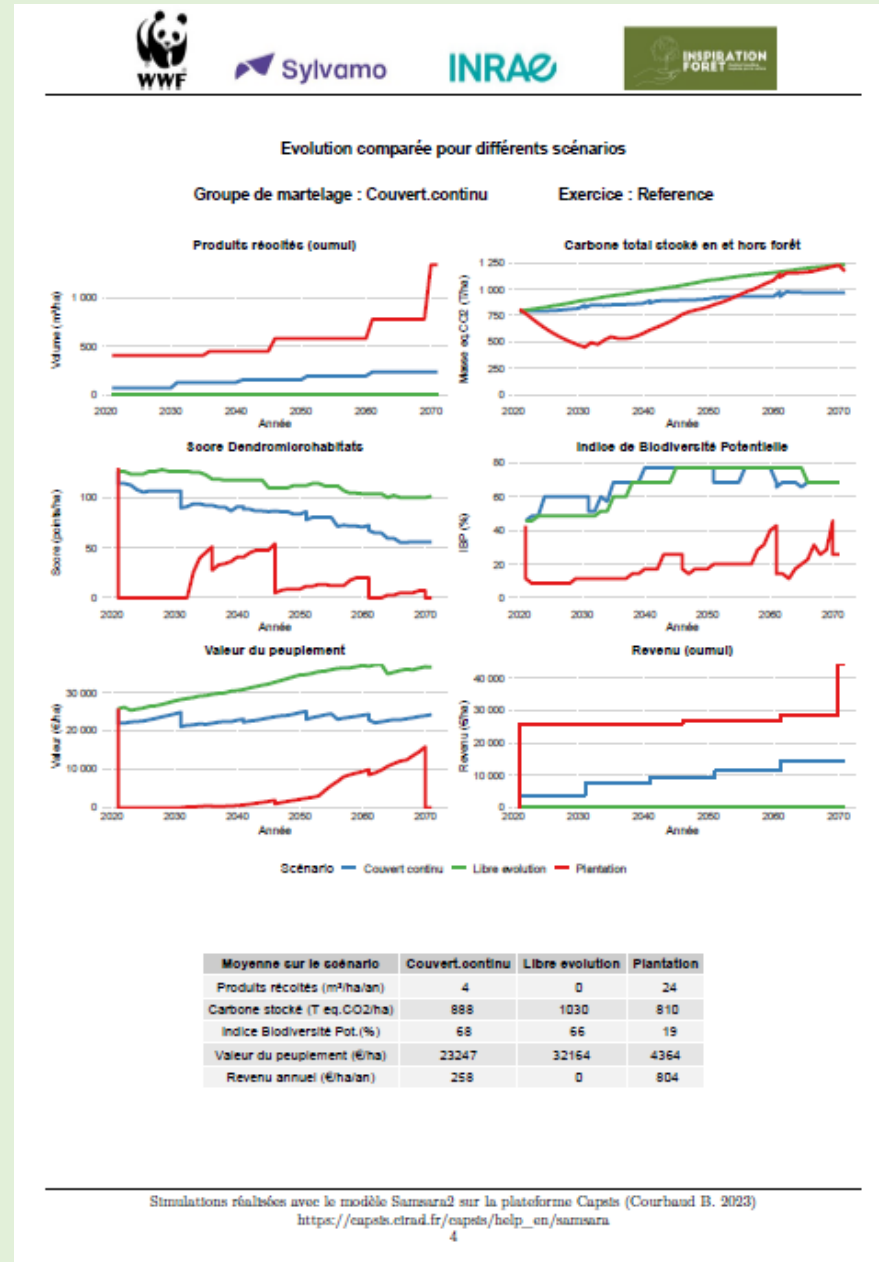 WWF
Sylvamo
INRAE
INSPIRATION
FORET
Evolution comparée pour différents scénarios
Groupe de martelage : Couvert.continu Exercice : Reference
Produits récoltés (cumul)
Volume (m³/ha)
1 000
500
0
2020 2030 2040 2050 2060 2070
Année
Carbone total stocké en et hors forêt
Masse eq.CO2 (T/ha)
1 250
1 000
750
500
250
0
2020 2030 2040 2050 2060 2070
Année
Score Dendromicrohabitats
Score (points/ha)
100
50
0
2020 2030 2040 2050 2060 2070
Année
Indice de Biodiversité Potentielle
IBP (%)
80
60
40
20
0
2020 2030 2040 2050 2060 2070
Année
Valeur du peuplement
Valeur (€/ha)
30 000
20 000
10 000
0
2020 2030 2040 2050 2060 2070
Année
Revenu (cumul)
Revenu (€/ha)
40 000
30 000
20 000
10 000
0
2020 2030 2040 2050 2060 2070
Année
Scénario Couvert continu Libre evolution Plantation
Moyenne sur le scénario Couvert.continu Libre evolution Plantation
Produits récoltés (m³/ha/an) 4 0 24
Carbone stocké (T eq.CO2/ha) 888 1030 810
Indice Biodiversité Pot.(%) 68 66 19
Valeur du peuplement (€/ha) 23247 32164 4364
Revenu annuel (€/ha/an) 258 0 804
Simulations réalisées avec le modèle Samsara2 sur la plateforme Capsis (Courbaud B. 2023)
https://capsis.cirad.fr/capsis/help_en/samsara
4